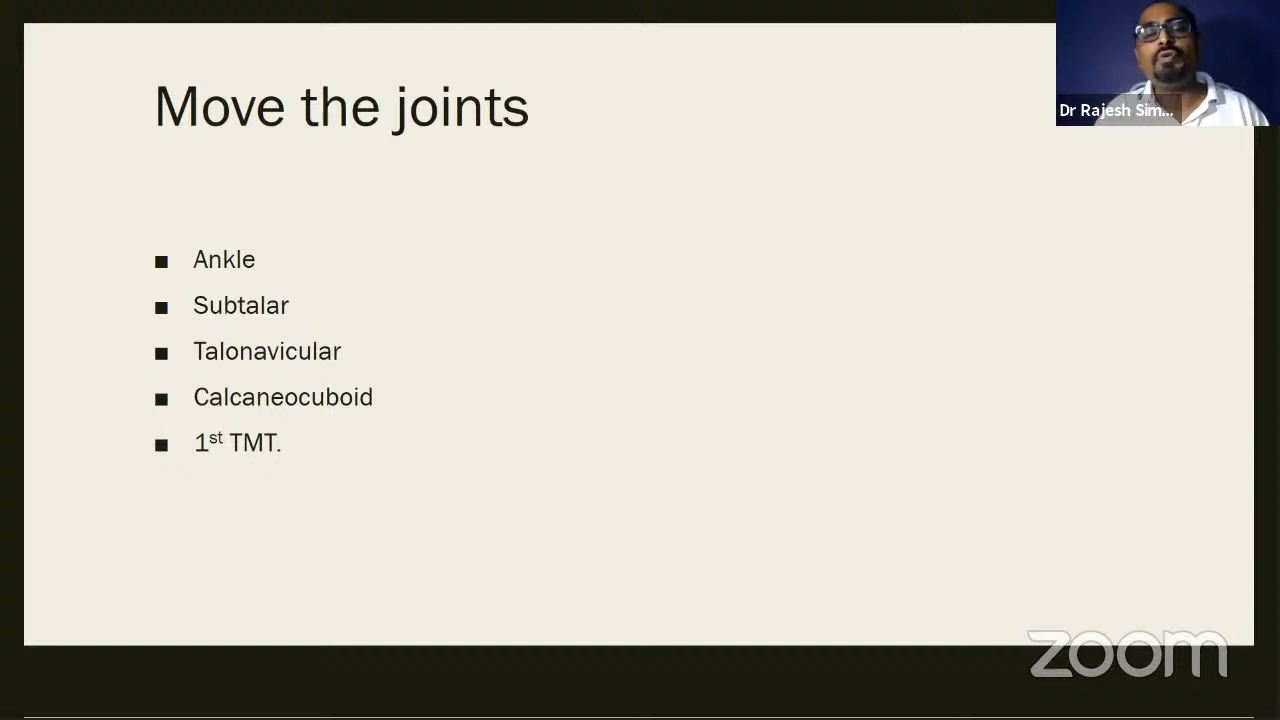 Move the joints
Dr Rajesh Sim...
Ankle
Subtalar
Talonavicular
Calcaneocuboid
1st TMT.
zoom